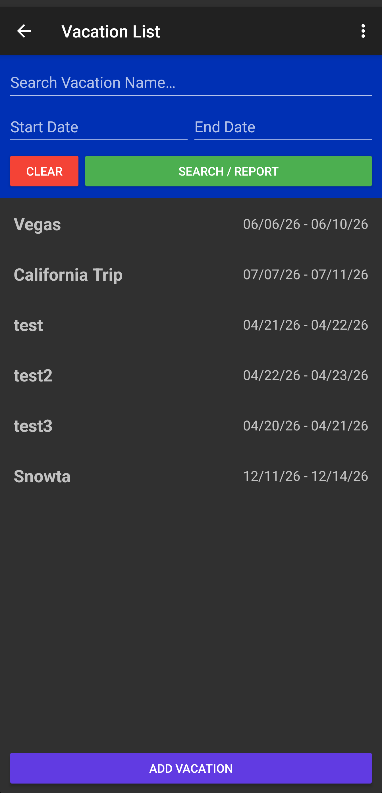 Vacation List
Search Vacation Name...
Start Date End Date
CLEAR SEARCH / REPORT
Vegas 06/06/26 - 06/10/26
California Trip 07/07/26 - 07/11/26
test 04/21/26 - 04/22/26
test2 04/22/26 - 04/23/26
test3 04/20/26 - 04/21/26
Snowta 12/11/26 - 12/14/26
ADD VACATION